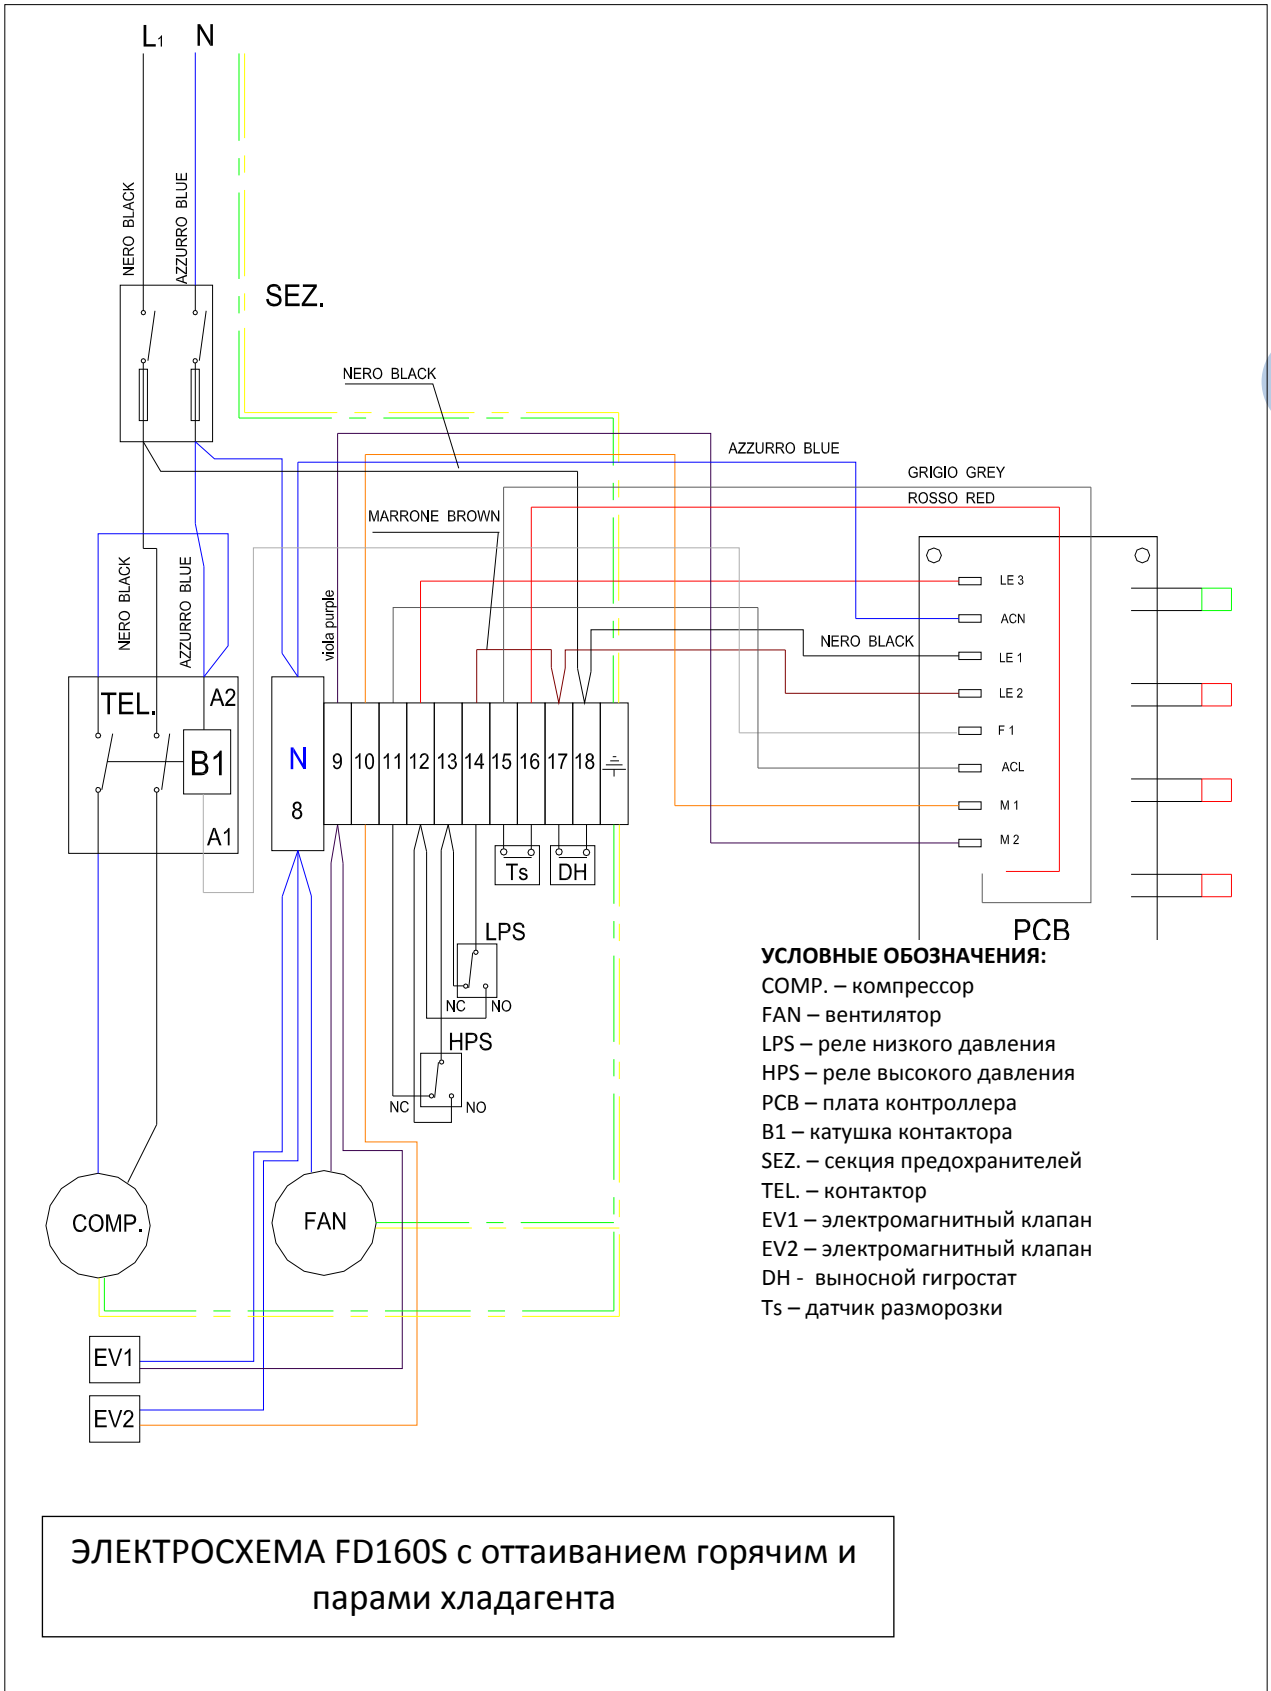 L1 N
NERO BLACK
AZZURRO BLUE
SEZ.
NERO BLACK
AZZURRO BLUE
GRIGIO GREY
ROSSO RED
MARRONE BROWN
NERO BLACK
AZZURRO BLUE
viola purple
NERO BLACK
LE 3
ACN
LE 1
LE 2
F 1
ACL
M 1
M 2
PCB
TEL.
A2
B1
A1
N
8
9 10 11 12 13 14 15 16 17 18
Ts DH
LPS
NC NO
HPS
NC NO
COMP.
FAN
EV1
EV2
УСЛОВНЫЕ ОБОЗНАЧЕНИЯ:
COMP. – компрессор
FAN – вентилятор
LPS – реле низкого давления
HPS – реле высокого давления
PCB – плата контроллера
B1 – катушка контактора
SEZ. – секция предохранителей
TEL. – контактор
EV1 – электромагнитный клапан
EV2 – электромагнитный клапан
DH - выносной гигростат
Ts – датчик разморозки
ЭЛЕКТРОСХЕМА FD160S с оттаиванием горячим и
парами хладагента